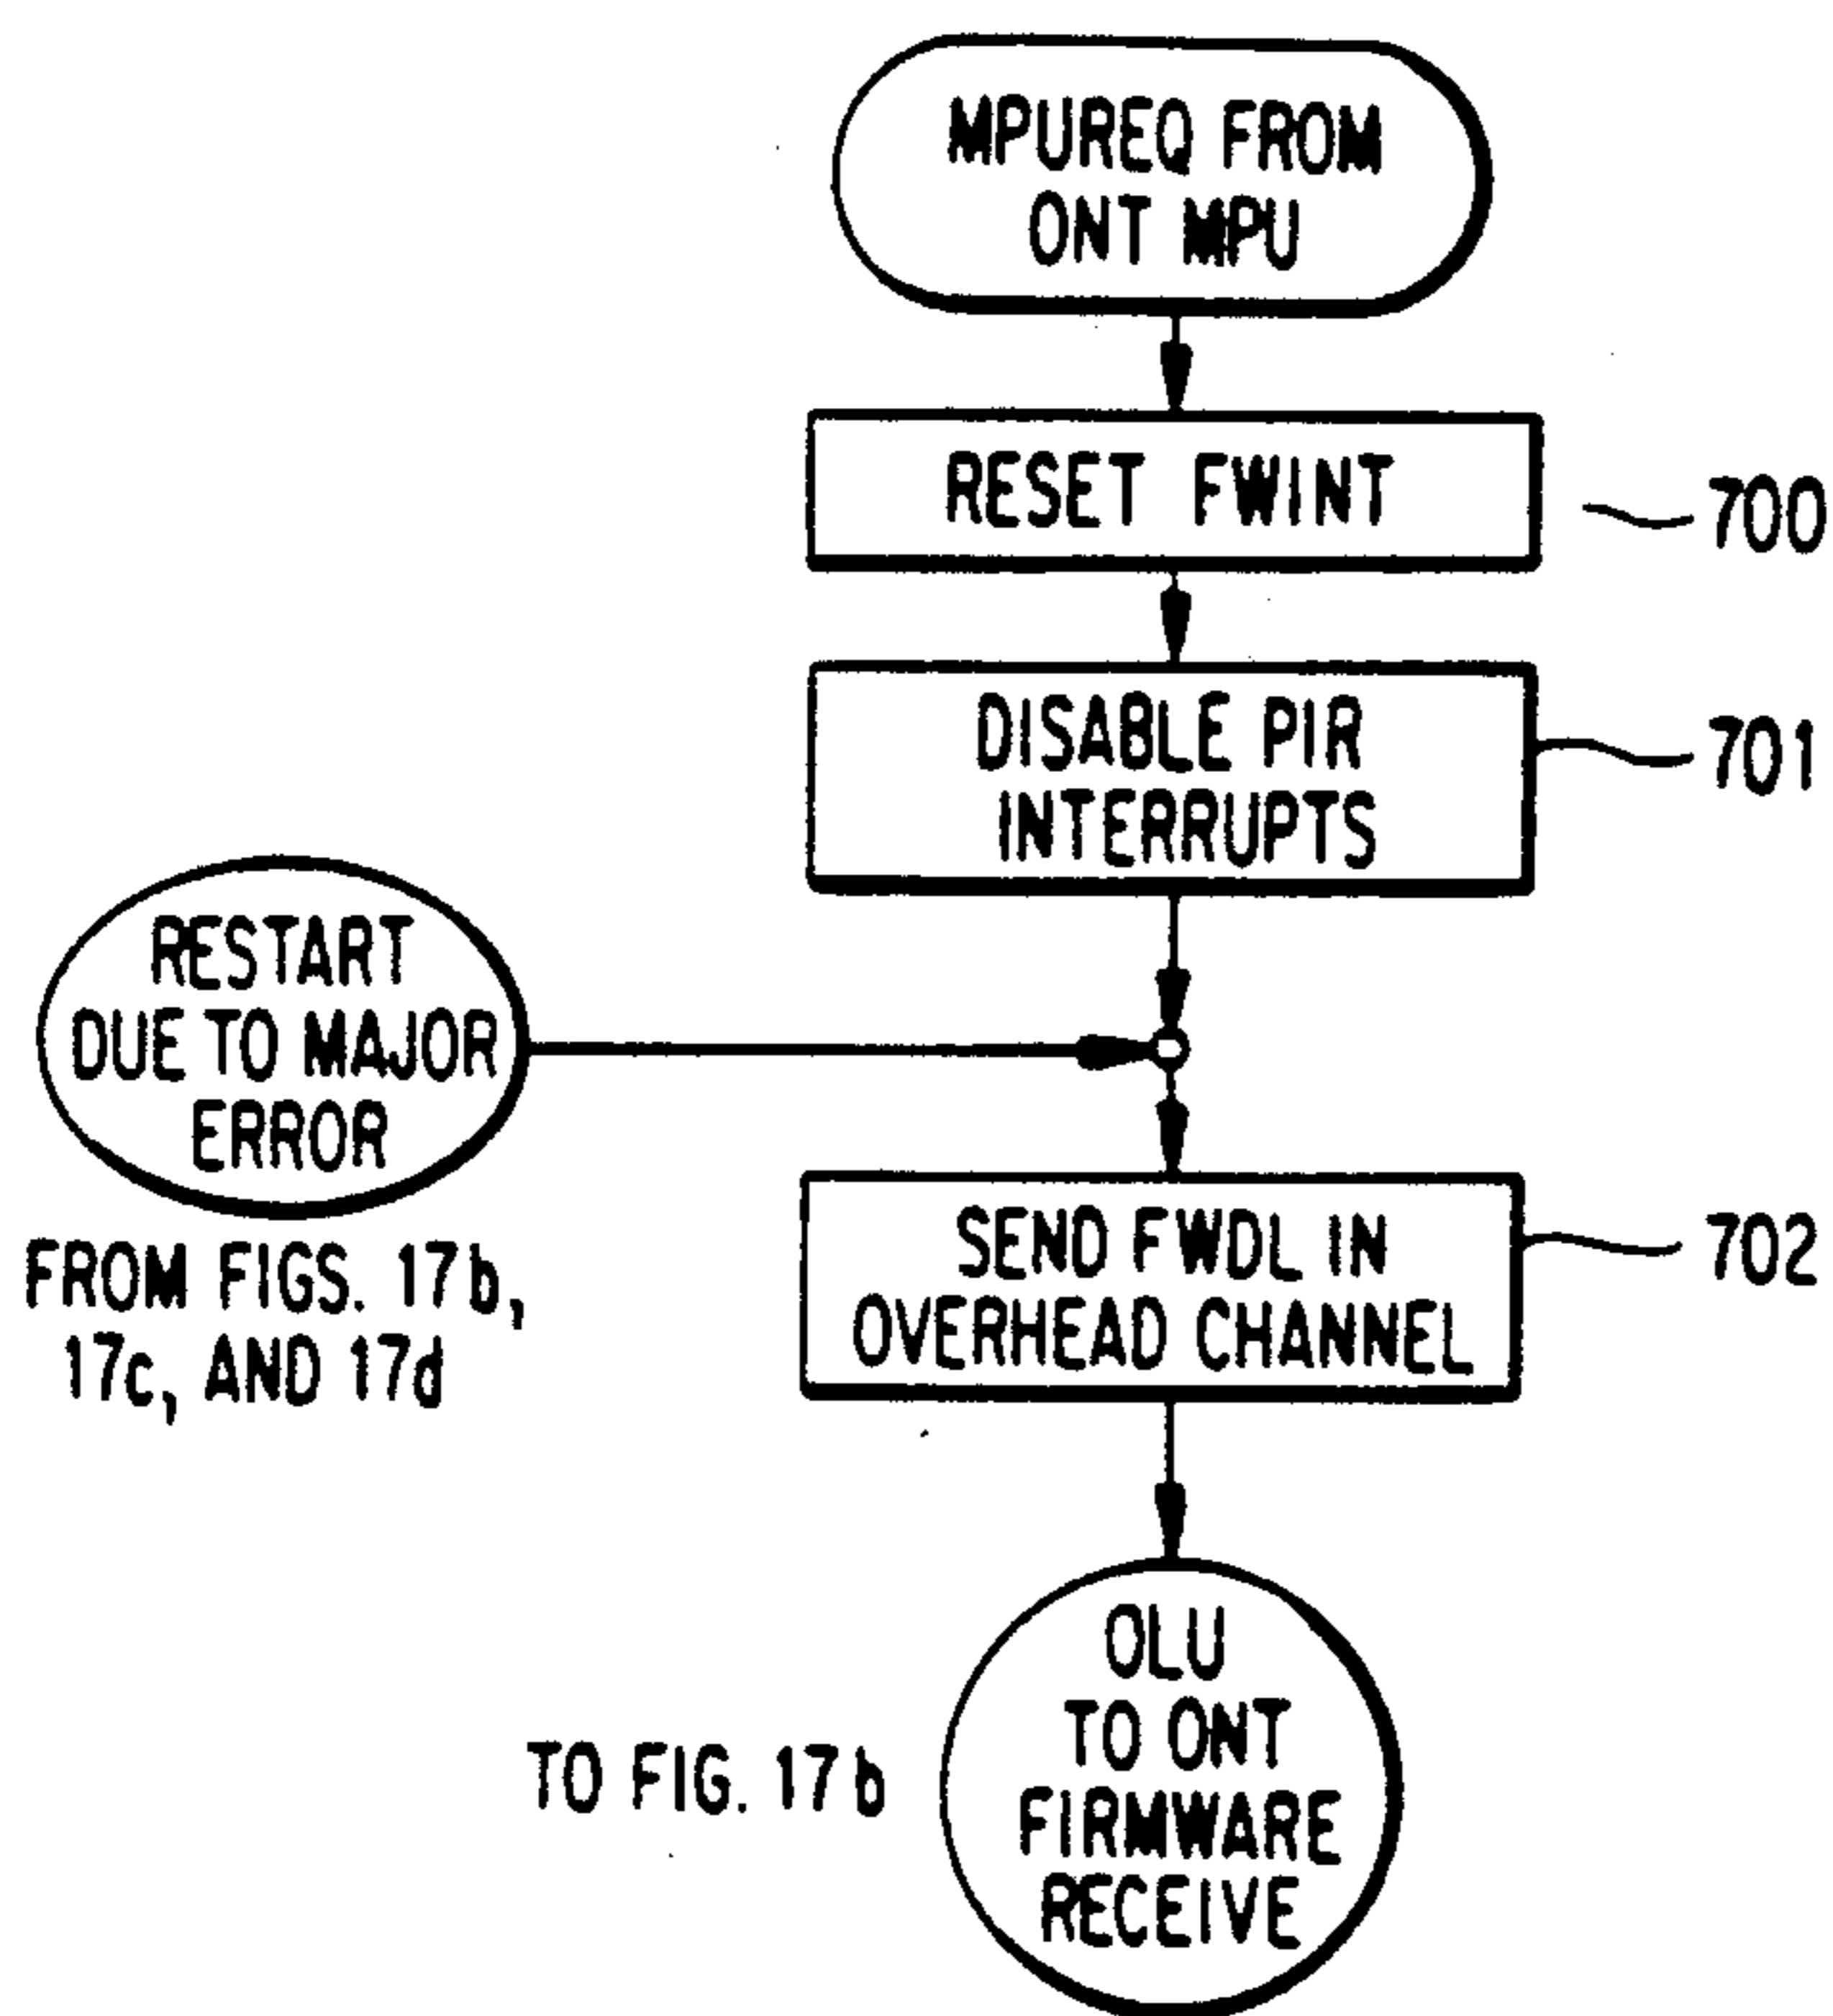 MPUREQ FROM
ONT MPU
RESET FWINT
700
DISABLE PIR
INTERRUPTS
701
RESTART
DUE TO MAJOR
ERROR
FROM FIGS. 17b,
17c, AND 17d
SEND FWDL IN
OVERHEAD CHANNEL
702
OLU
TO ONT
FIRMWARE
RECEIVE
TO FIG. 17b